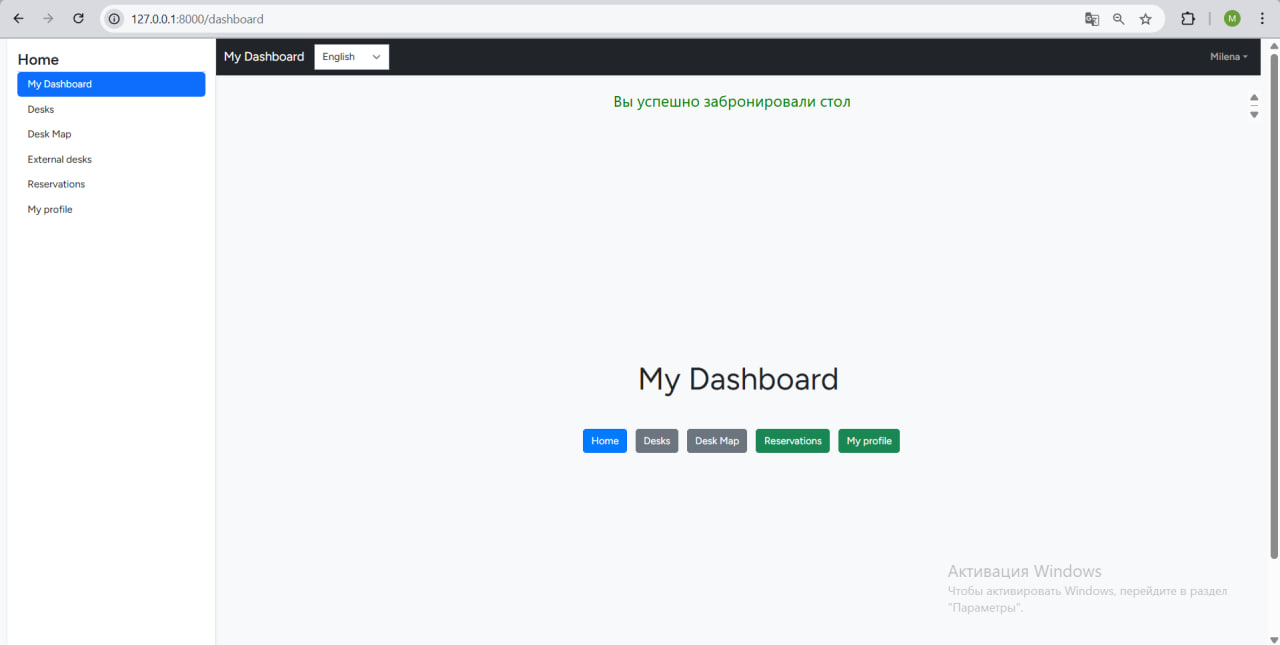 127.0.0.1:8000/dashboard
M
Home
My Dashboard
Desks
Desk Map
External desks
Reservations
My profile
My Dashboard
English
Milena
Вы успешно забронировали стол
My Dashboard
Home
Desks
Desk Map
Reservations
My profile
Активация Windows
Чтобы активировать Windows, перейдите в раздел
"Параметры".